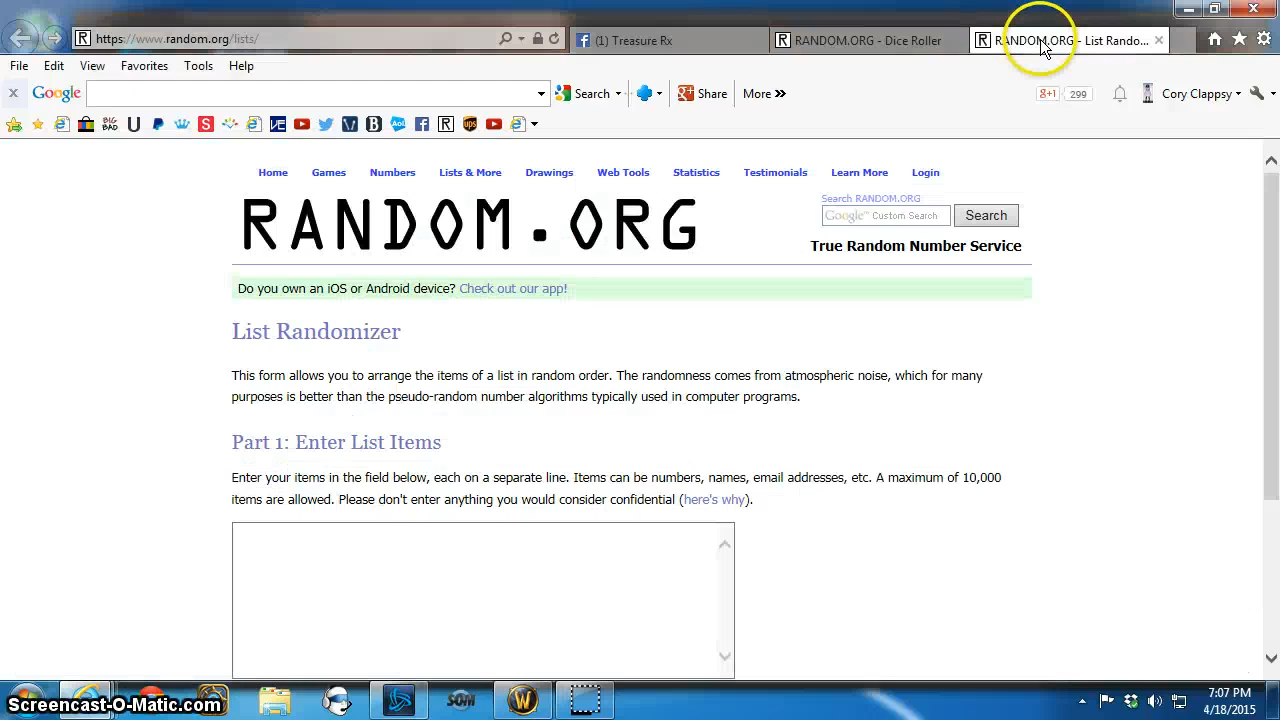 https://www.random.org/lists/
(1) Treasure Rx
RANDOM.ORG - Dice Roller
RANDOM.ORG - List Rando...
File Edit View Favorites Tools Help
Google
Search
Share
More »
299
Cory Clappsy
BIG BAD
Home Games Numbers Lists & More Drawings Web Tools Statistics Testimonials Learn More Login
RANDOM.ORG
Search RANDOM.ORG
Google™ Custom Search
Search
True Random Number Service
Do you own an iOS or Android device? Check out our app!
List Randomizer
This form allows you to arrange the items of a list in random order. The randomness comes from atmospheric noise, which for many
purposes is better than the pseudo-random number algorithms typically used in computer programs.
Part 1: Enter List Items
Enter your items in the field below, each on a separate line. Items can be numbers, names, email addresses, etc. A maximum of 10,000
items are allowed. Please don't enter anything you would consider confidential (here's why).
Screencast-O-Matic.com
SOM
7:07 PM
4/18/2015